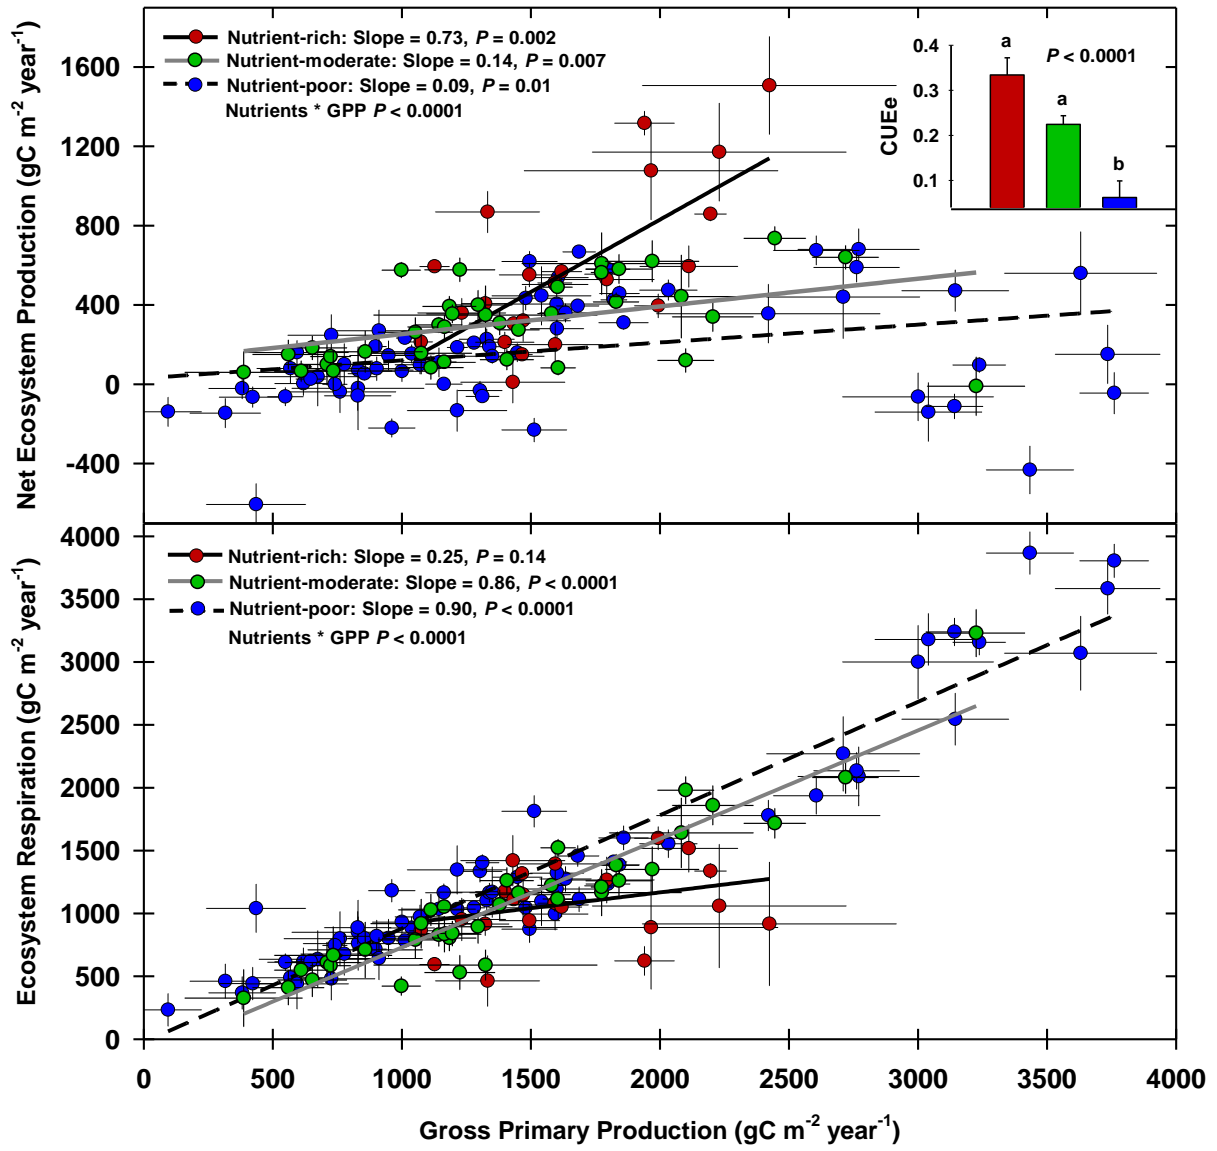 Nutrient-rich: Slope = 0.73, P = 0.002
Nutrient-moderate: Slope = 0.14, P = 0.007
Nutrient-poor: Slope = 0.09, P = 0.01
Nutrients * GPP P < 0.0001
1600
1200
800
400
0
-400
Net Ecosystem Production (gC m⁻² year⁻¹)
0.4
0.3
0.2
0.1
CUEe
a
a
b
P < 0.0001
Nutrient-rich: Slope = 0.25, P = 0.14
Nutrient-moderate: Slope = 0.86, P < 0.0001
Nutrient-poor: Slope = 0.90, P < 0.0001
Nutrients * GPP P < 0.0001
4000
3500
3000
2500
2000
1500
1000
500
0
Ecosystem Respiration (gC m⁻² year⁻¹)
0 500 1000 1500 2000 2500 3000 3500 4000
Gross Primary Production (gC m⁻² year⁻¹)